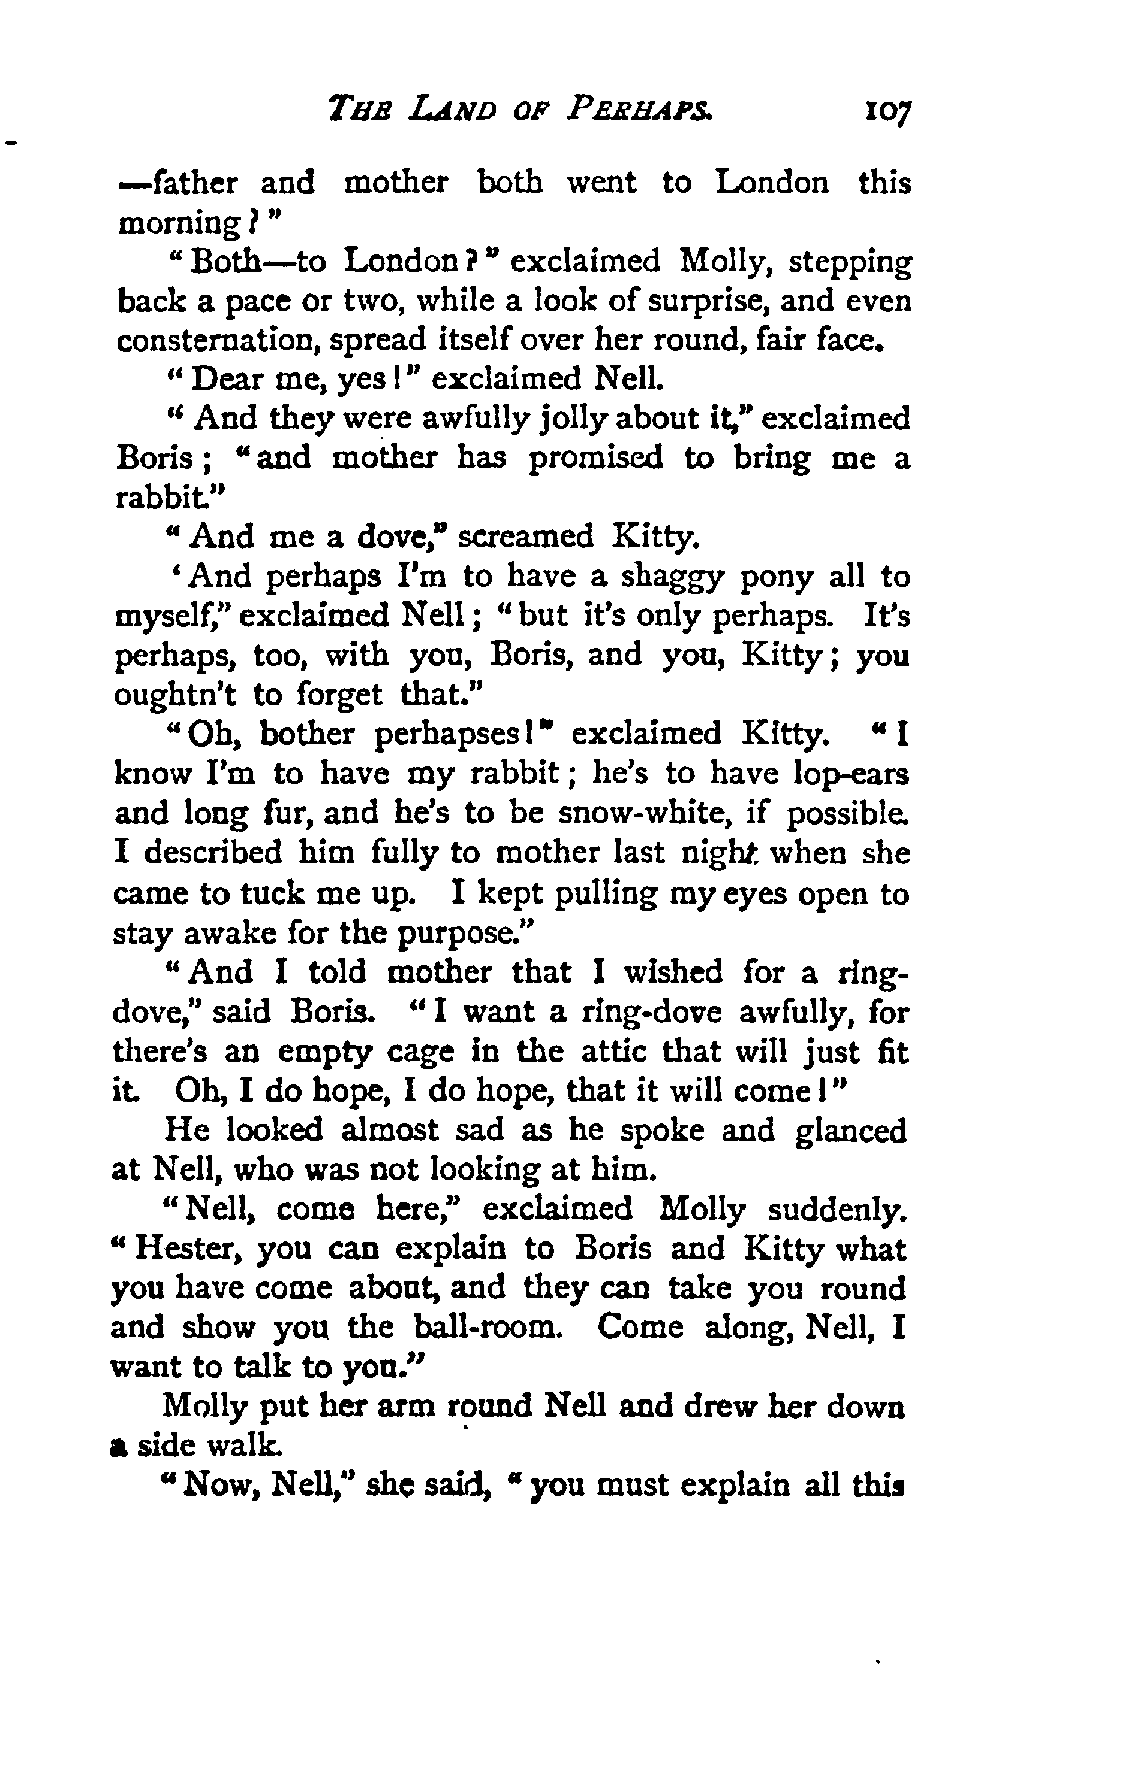 THE LAND OF PERHAPS. 107
—father and mother both went to London this
morning?"
"Both—to London?" exclaimed Molly, stepping
back a pace or two, while a look of surprise, and even
consternation, spread itself over her round, fair face.
"Dear me, yes!" exclaimed Nell.
"And they were awfully jolly about it," exclaimed
Boris; "and mother has promised to bring me a
rabbit."
"And me a dove," screamed Kitty.
'And perhaps I'm to have a shaggy pony all to
myself," exclaimed Nell; "but it's only perhaps. It's
perhaps, too, with you, Boris, and you, Kitty; you
oughtn't to forget that."
"Oh, bother perhapses!" exclaimed Kitty. "I
know I'm to have my rabbit; he's to have lop-ears
and long fur, and he's to be snow-white, if possible.
I described him fully to mother last night when she
came to tuck me up. I kept pulling my eyes open to
stay awake for the purpose."
"And I told mother that I wished for a ring-
dove," said Boris. "I want a ring-dove awfully, for
there's an empty cage in the attic that will just fit
it. Oh, I do hope, I do hope, that it will come!"
He looked almost sad as he spoke and glanced
at Nell, who was not looking at him.
"Nell, come here," exclaimed Molly suddenly.
"Hester, you can explain to Boris and Kitty what
you have come about, and they can take you round
and show you the ball-room. Come along, Nell, I
want to talk to you."
Molly put her arm round Nell and drew her down
a side walk.
"Now, Nell," she said, "you must explain all this